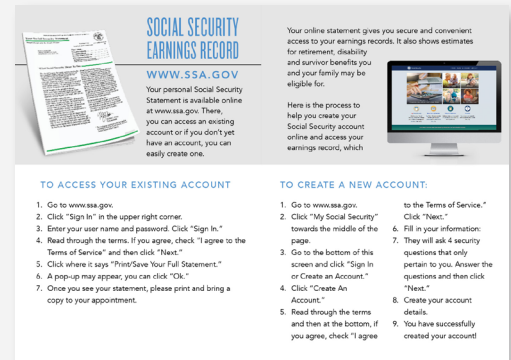 SOCIAL SECURITY
EARNINGS RECORD
WWW.SSA.GOV
Your personal Social Security
Statement is available online
at www.ssa.gov. There,
you can access an existing
account or if you don't yet
have an account, you can
easily create one.
Your online statement gives you secure and convenient
access to your earnings records. It also shows estimates
for retirement, disability
and survivor benefits you
and your family may be
eligible for.
Here is the process to
help you create your
Social Security account
online and access your
earnings record, which
TO ACCESS YOUR EXISTING ACCOUNT
1. Go to www.ssa.gov.
2. Click "Sign In" in the upper right corner.
3. Enter your user name and password. Click "Sign In."
4. Read through the terms. If you agree, check "I agree to the
Terms of Service" and then click "Next."
5. Click where it says "Print/Save Your Full Statement."
6. A pop-up may appear, you can click "Ok."
7. Once you see your statement, please print and bring a
copy to your appointment.
TO CREATE A NEW ACCOUNT:
1. Go to www.ssa.gov.
2. Click "My Social Security"
towards the middle of the
page.
3. Go to the bottom of this
screen and click "Sign In
or Create an Account."
4. Click "Create An
Account."
5. Read through the terms
and then at the bottom, if
you agree, check "I agree
to the Terms of Service."
Click "Next."
6. Fill in your information:
7. They will ask 4 security
questions that only
pertain to you. Answer the
questions and then click
"Next."
8. Create your account
details.
9. You have successfully
created your account!